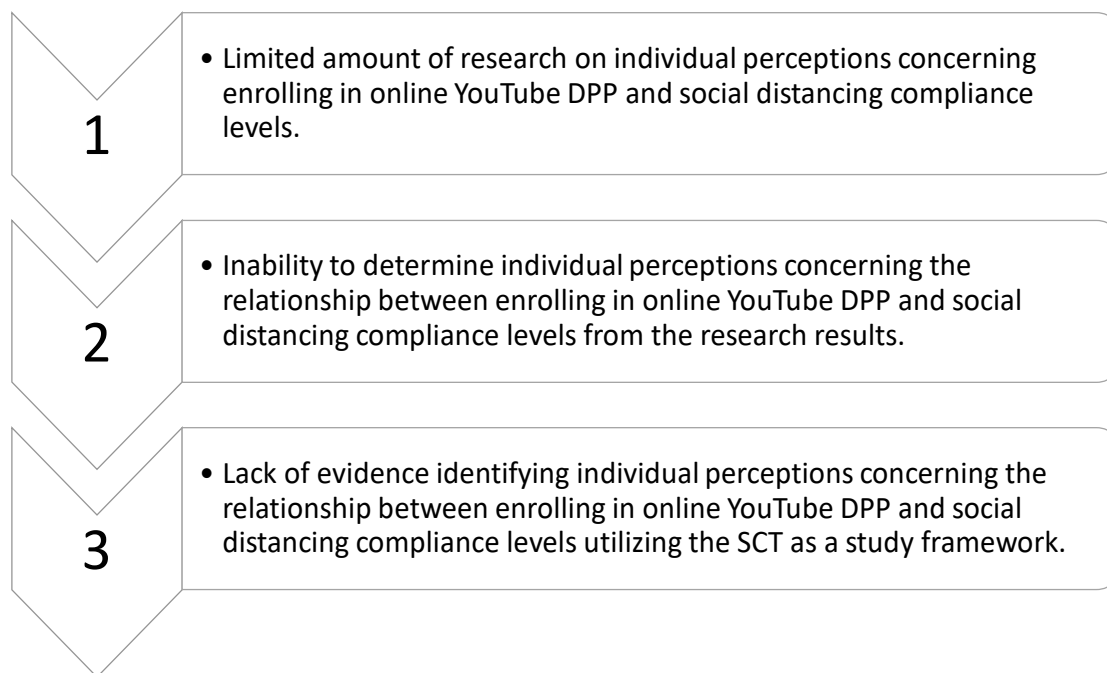 1
• Limited amount of research on individual perceptions concerning
enrolling in online YouTube DPP and social distancing compliance
levels.
2
• Inability to determine individual perceptions concerning the
relationship between enrolling in online YouTube DPP and social
distancing compliance levels from the research results.
3
• Lack of evidence identifying individual perceptions concerning the
relationship between enrolling in online YouTube DPP and social
distancing compliance levels utilizing the SCT as a study framework.